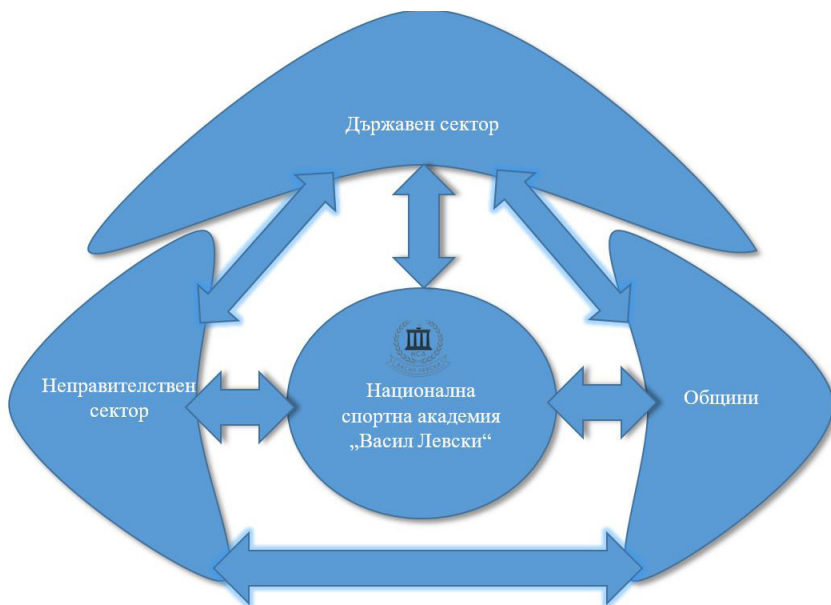 Държавен сектор
Неправителствен
сектор
Национална
спортна академия
„Васил Левски“
Общини